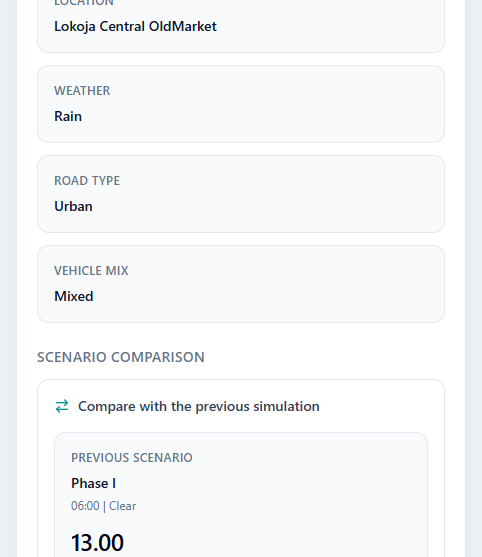 LOCATION
Lokoja Central OldMarket
WEATHER
Rain
ROAD TYPE
Urban
VEHICLE MIX
Mixed
SCENARIO COMPARISON
Compare with the previous simulation
PREVIOUS SCENARIO
Phase I
06:00 | Clear
13.00